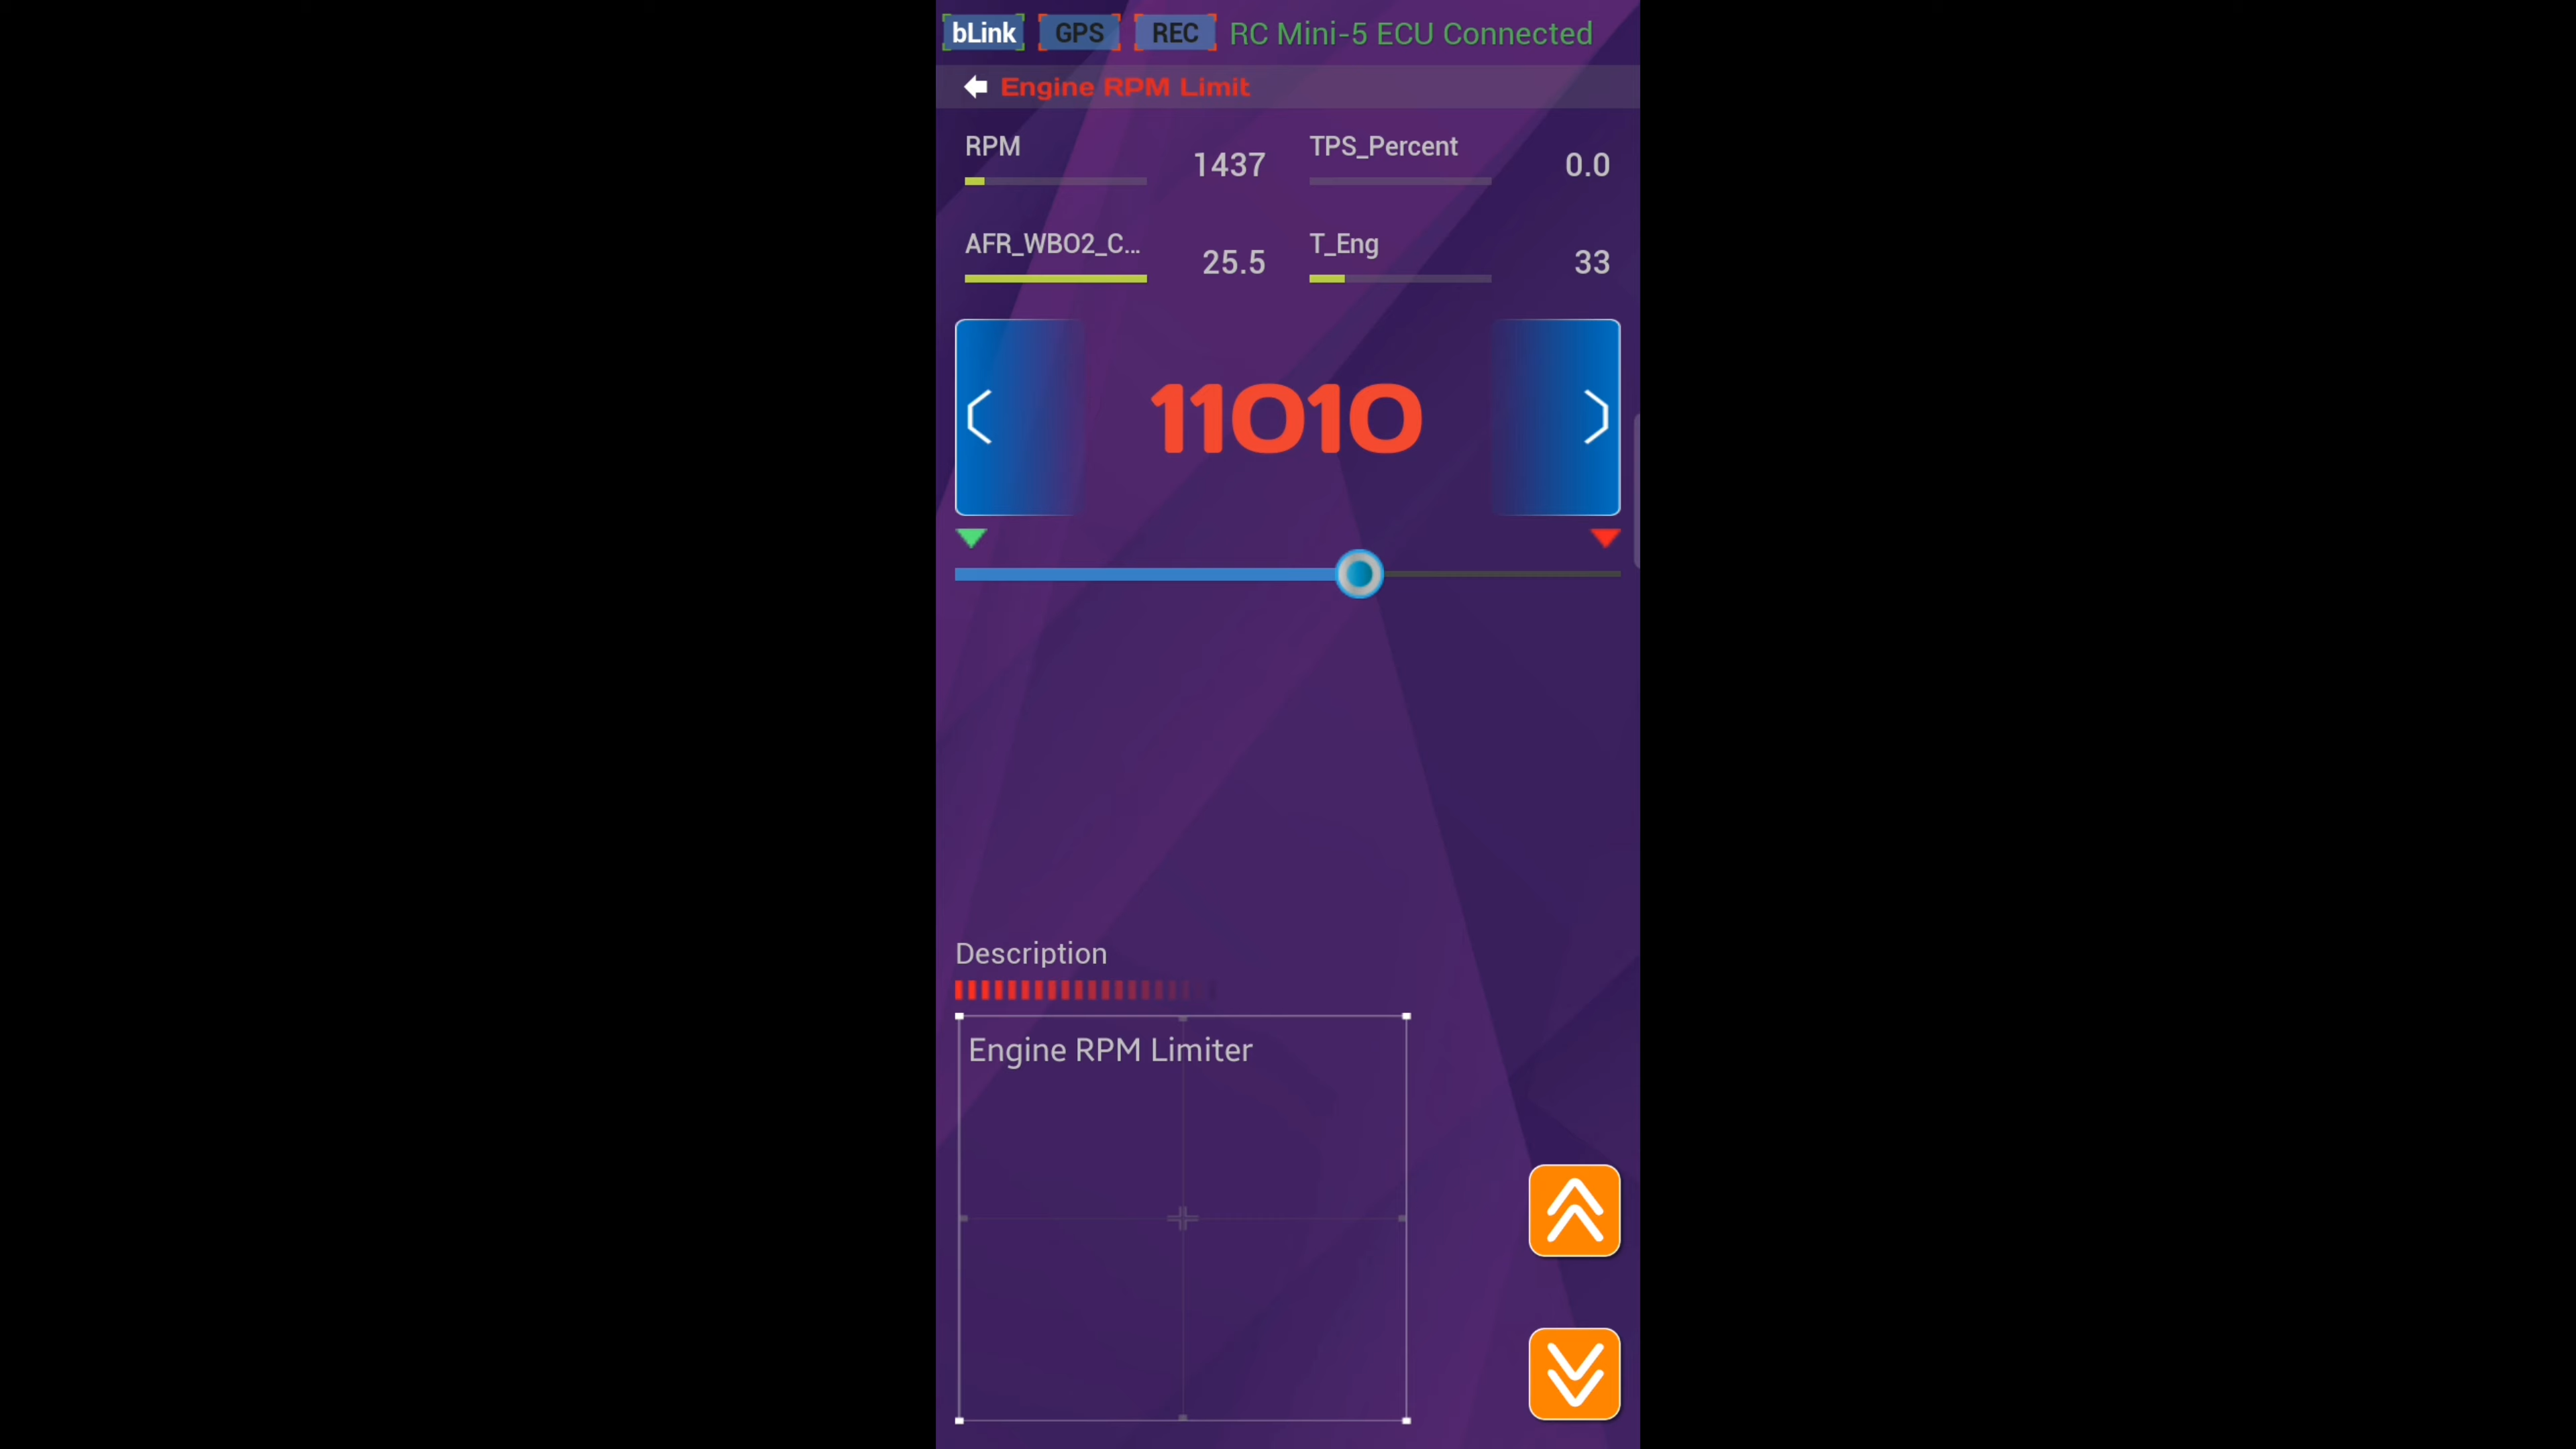 bLink GPS REC RC Mini-5 ECU Connected
Engine RPM Limit
RPM 1437 TPS_Percent 0.0
AFR_WBO2_C... 25.5 T_Eng 33
11010
Description
Engine RPM Limiter